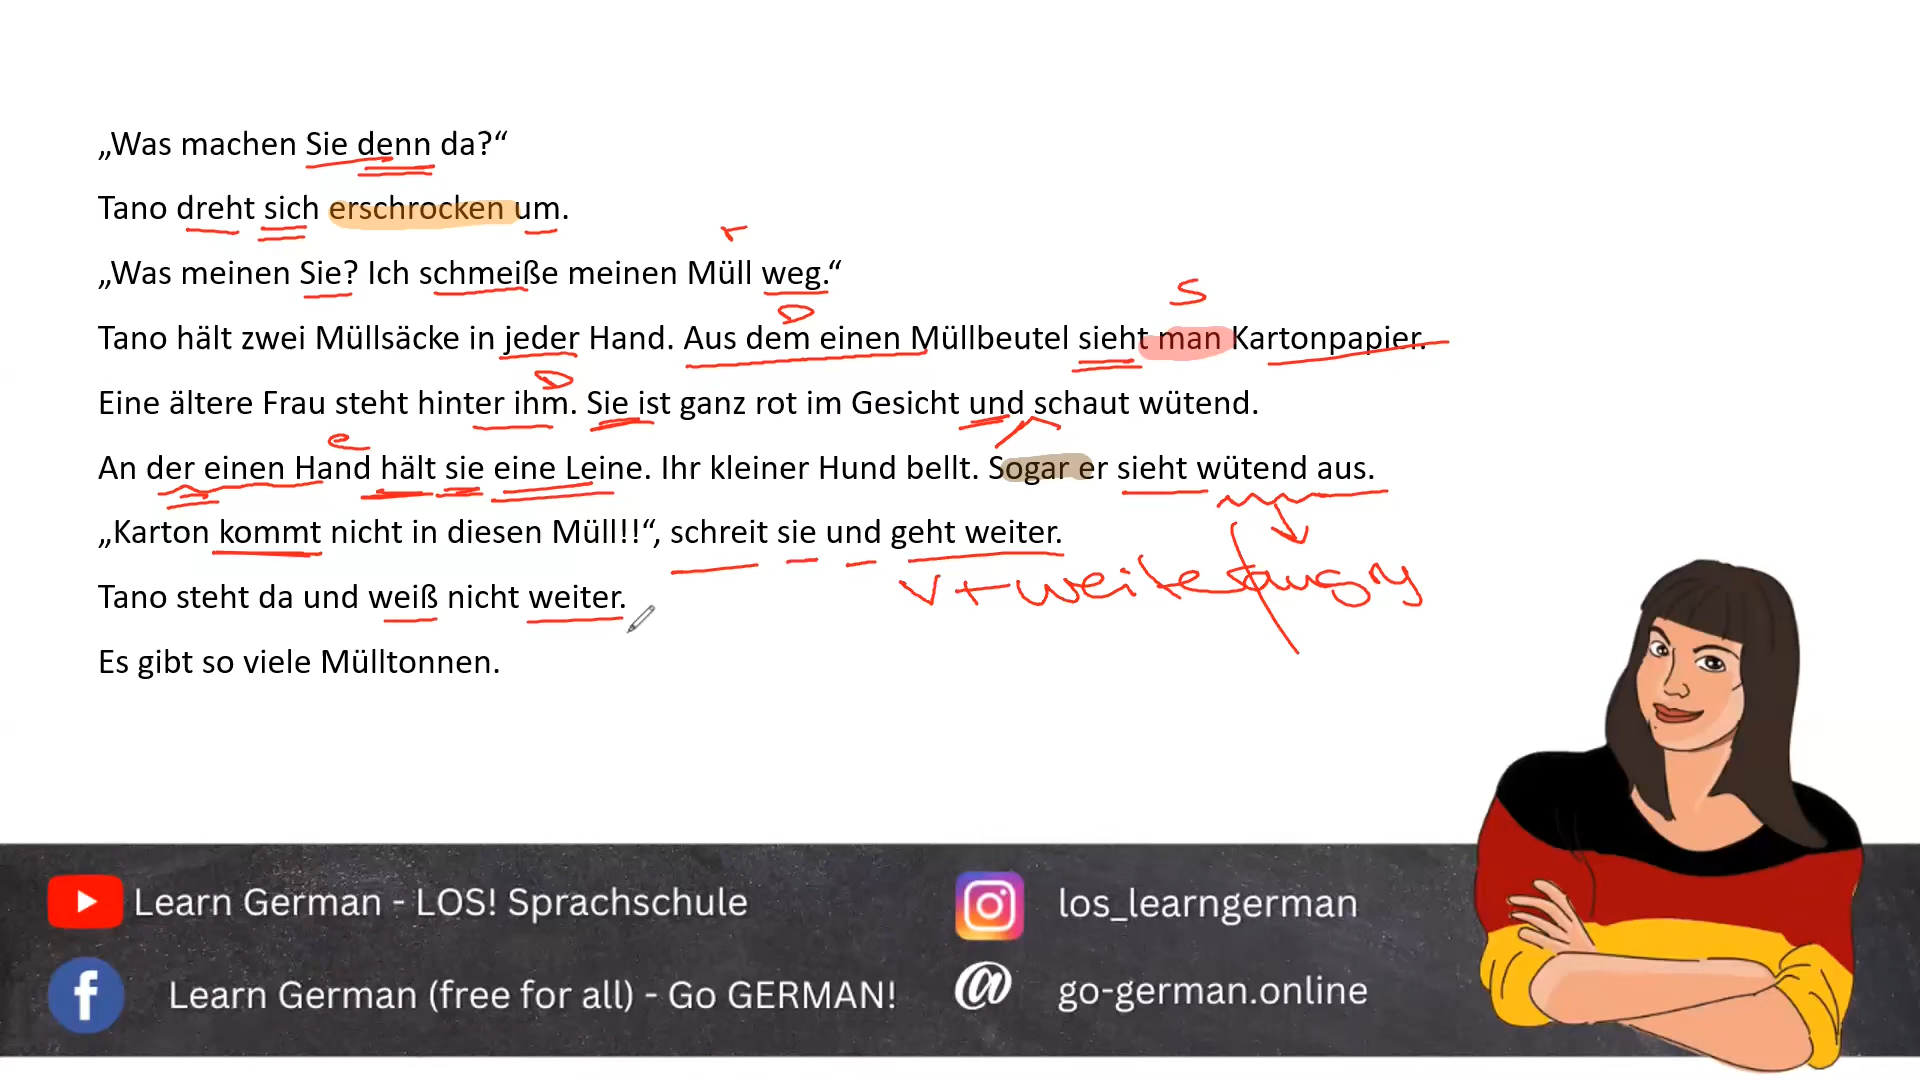 „Was machen Sie denn da?“
Tano dreht sich erschrocken um.
r
„Was meinen Sie? Ich schmeiße meinen Müll weg.“
D
S
Tano hält zwei Müllsäcke in jeder Hand. Aus dem einen Müllbeutel sieht man Kartonpapier.
D
Eine ältere Frau steht hinter ihm. Sie ist ganz rot im Gesicht und schaut wütend.
e
An der einen Hand hält sie eine Leine. Ihr kleiner Hund bellt. Sogar er sieht wütend aus.
„Karton kommt nicht in diesen Müll!!“, schreit sie und geht weiter.
V + weiter angry
Tano steht da und weiß nicht weiter.
Es gibt so viele Mülltonnen.
Learn German - LOS! Sprachschule
los_learngerman
Learn German (free for all) - Go GERMAN!
go-german.online